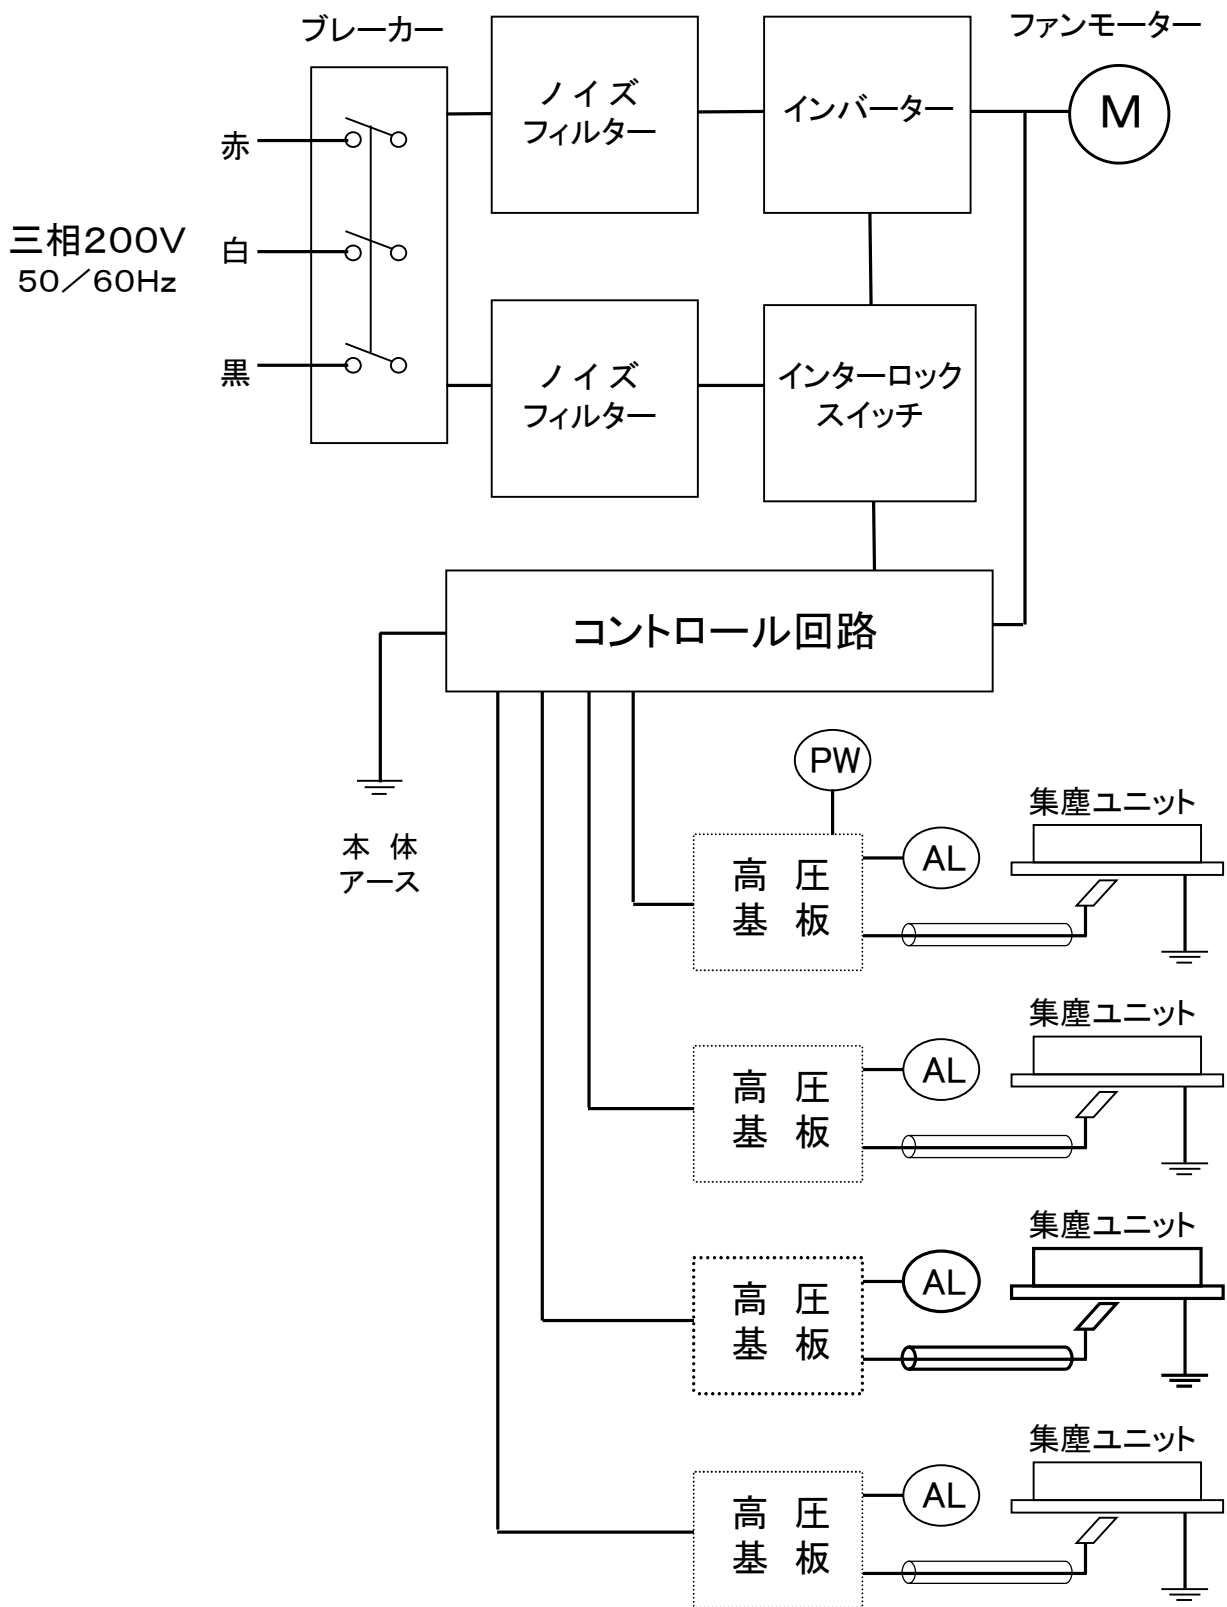 ブレーカー
ファンモーター
ノイズ
フィルター
インバーター
M
赤
三相200V
50／60Hz
白
黒
ノイズ
フィルター
インターロック
スイッチ
コントロール回路
本 体
アース
PW
集塵ユニット
高 圧
基 板
AL
集塵ユニット
高 圧
基 板
AL
集塵ユニット
高 圧
基 板
AL
集塵ユニット
高 圧
基 板
AL